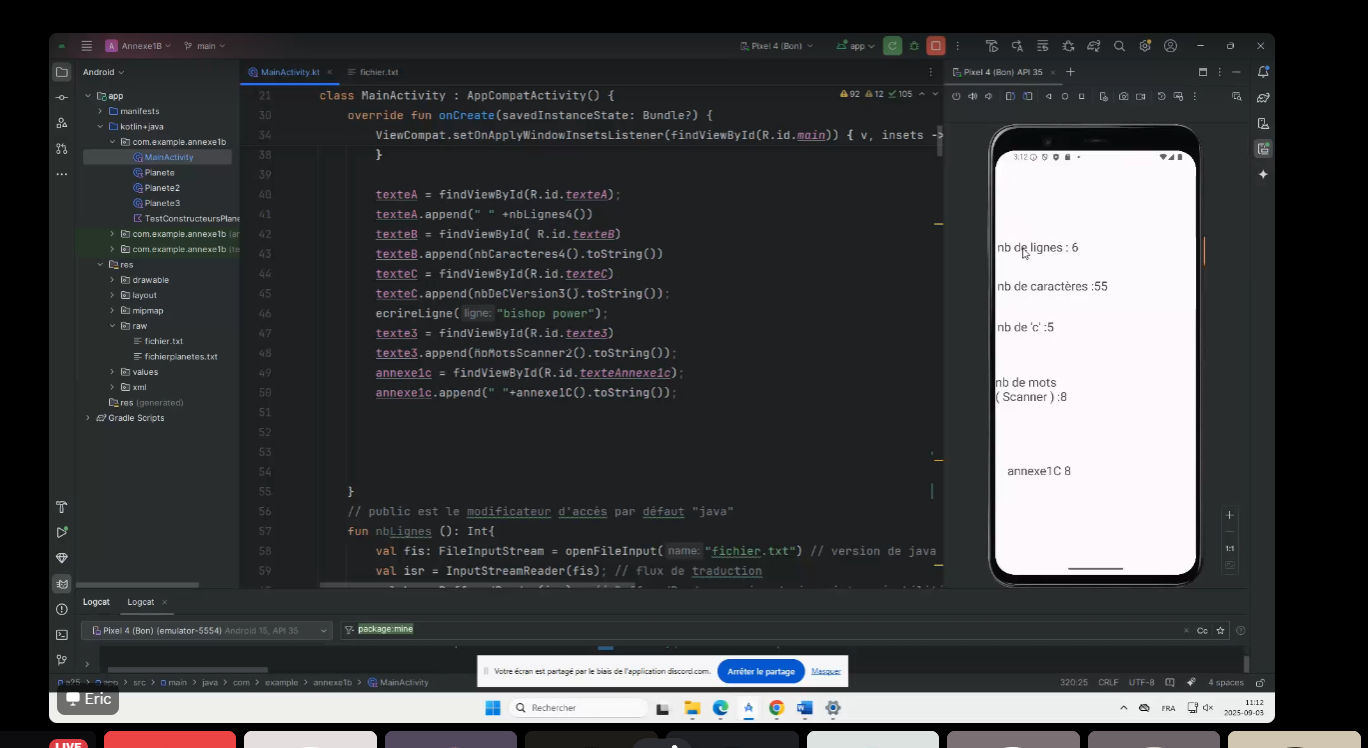 A Annexe1B
main
Pixel 4 (Bon)
app
Android
MainActivity.kt
fichier.txt
Pixel 4 (Bon) API 35
app
manifests
kotlin+java
com.example.annexe1b
MainActivity
Planete
Planete2
Planete3
TestConstructeursPlane
com.example.annexe1b (ar
com.example.annexe1b (te
res
drawable
layout
mipmap
raw
fichier.txt
fichierplanetes.txt
values
xml
res (generated)
Gradle Scripts
92 12 105
21 class MainActivity : AppCompatActivity() {
30 override fun onCreate(savedInstanceState: Bundle?)
34 ViewCompat.setOnApplyWindowInsetsListener(findViewById(R.id.main)) { v, insets ->
38 }
39
40 texteA = findViewById(R.id.texteA);
41 texteA.append(" " +nbLignes4())
42 texteB = findViewById( R.id.texteB)
43 texteB.append(nbCaracteres4().toString())
44 texteC = findViewById(R.id.texteC)
45 texteC.append(nbDeCVersion3().toString());
46 ecrireLigne( ligne: "bishop power");
47 texte3 = findViewById(R.id.texte3)
48 texte3.append(nbMotsScanner2().toString());
49 annexe1c = findViewById(R.id.texteAnnexe1c);
50 annexe1c.append(" "+annexe1C().toString());
51
52
53
54
55 }
56 // public est le modificateur d'accès par défaut "java"
57 fun nbLignes (): Int{
58 val fis: FileInputStream = openFileInput( name: "fichier.txt") // version de java
59 val isr = InputStreamReader(fis); // flux de traduction
3:12
nb de lignes : 6
nb de caractères :55
nb de 'c' :5
nb de mots
( Scanner ) :8
annexe1C 8
1:1
Logcat
Logcat
Pixel 4 (Bon) (emulator-5554) Android 15, API 35
package:mine
Cc
Votre écran est partagé par le biais de l'application discord.com.
Arrêter le partage
Masquer
a25 > app > src > main > java > com > example > annexe1b > MainActivity
320:25 CRLF UTF-8 4 spaces
Eric
Rechercher
FRA
11:12
2025-09-03
LIVE